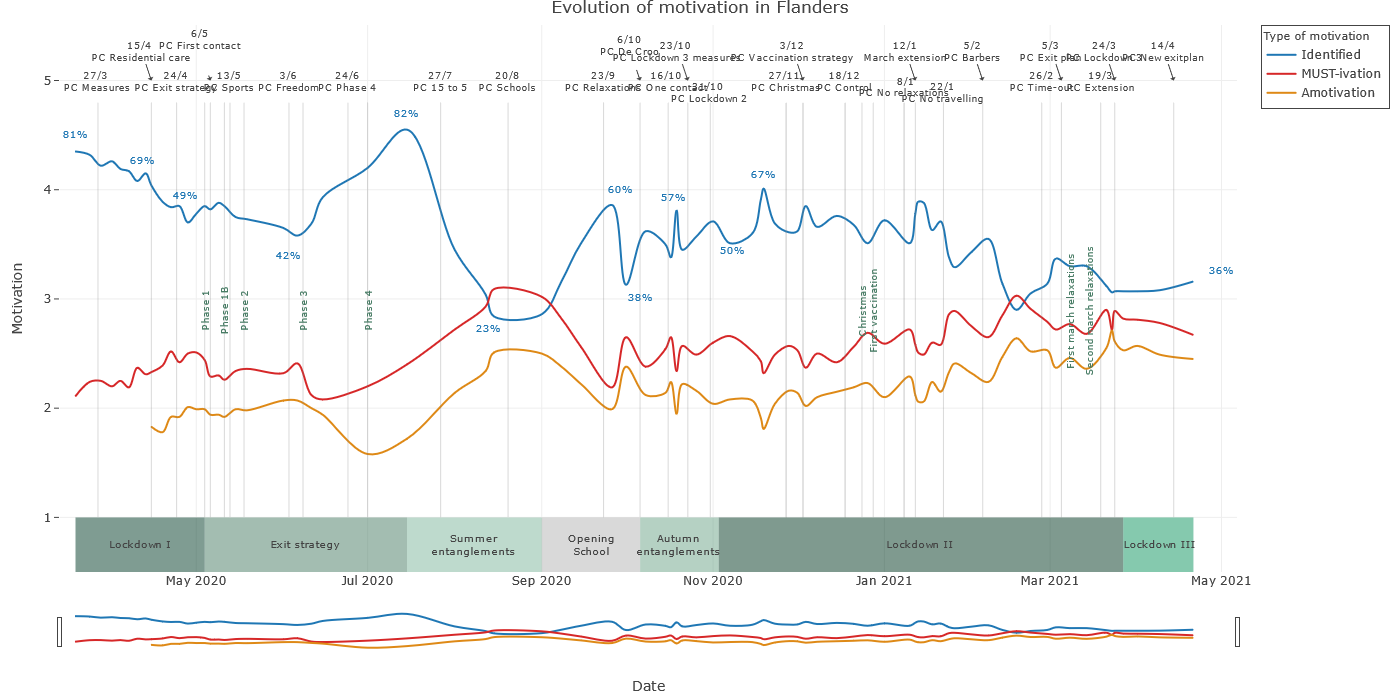 Evolution of motivation in Flanders
Type of motivation
Identified
MUST-ivation
Amotivation
27/3
PC Measures
15/4
PC Residential care
24/4
PC Exit strategy
6/5
PC First contact
13/5
PC Sports
3/6
PC Freedom
24/6
PC Phase 4
27/7
PC 15 to 5
20/8
PC Schools
23/9
PC Relaxations
6/10
PC De Croo
16/10
PC One contact
23/10
PC Lockdown 3 measures
31/10
PC Lockdown 2
27/11
PC Christmas
3/12
PC Vaccination strategy
18/12
PC Control
8/1
PC No relaxations
12/1
March extension
22/1
PC No travelling
5/2
PC Barbers
26/2
PC Time-out
5/3
PC Exit plan
19/3
PC Extension
24/3
PC Lockdown 3
14/4
PC New exitplan
5
4
3
2
1
Motivation
81%
69%
49%
42%
82%
23%
60%
38%
57%
50%
67%
36%
Phase 1
Phase 1B
Phase 2
Phase 3
Phase 4
Christmas
First vaccination
First march relaxations
Second march relaxations
Lockdown I
Exit strategy
Summer
entanglements
Opening
School
Autumn
entanglements
Lockdown II
Lockdown III
May 2020
Jul 2020
Sep 2020
Nov 2020
Jan 2021
Mar 2021
May 2021
Date